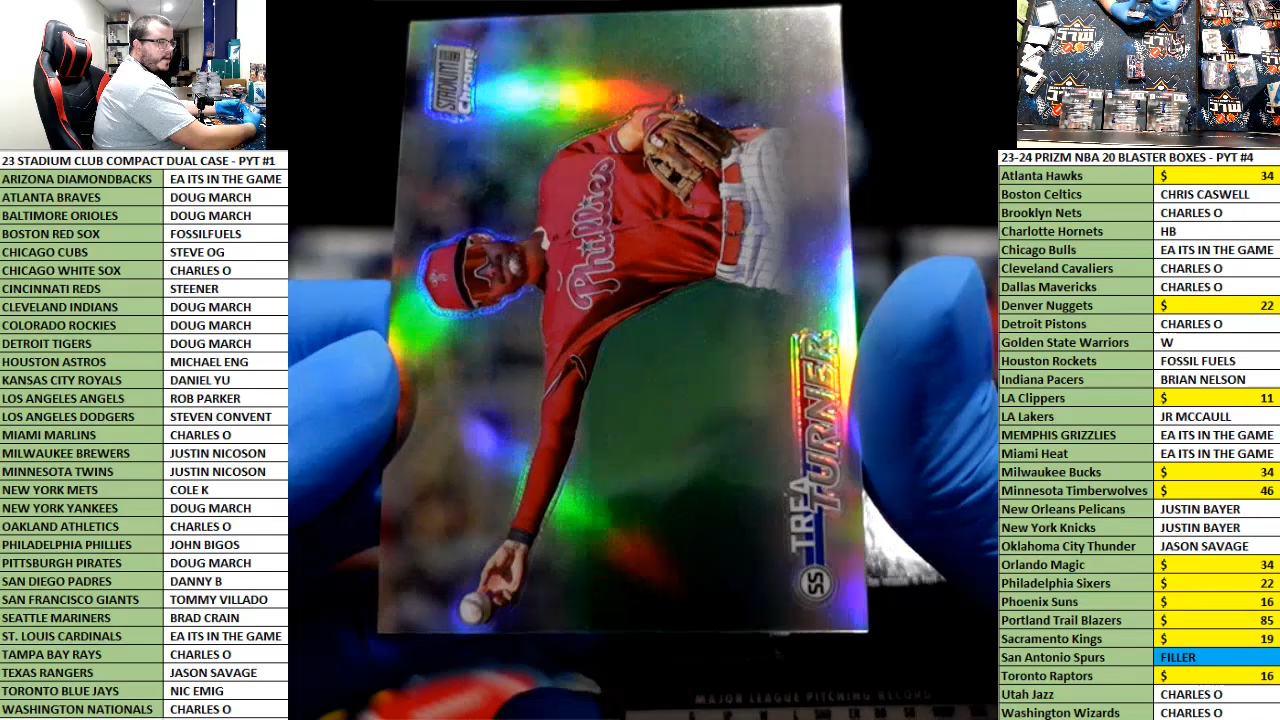 23 STADIUM CLUB COMPACT DUAL CASE - PYT #1
ARIZONA DIAMONDBACKS EA ITS IN THE GAME
ATLANTA BRAVES DOUG MARCH
BALTIMORE ORIOLES DOUG MARCH
BOSTON RED SOX FOSSILFUELS
CHICAGO CUBS STEVE OG
CHICAGO WHITE SOX CHARLES O
CINCINNATI REDS STEENER
CLEVELAND INDIANS DOUG MARCH
COLORADO ROCKIES DOUG MARCH
DETROIT TIGERS DOUG MARCH
HOUSTON ASTROS MICHAEL ENG
KANSAS CITY ROYALS DANIEL YU
LOS ANGELES ANGELS ROB PARKER
LOS ANGELES DODGERS STEVEN CONVENT
MIAMI MARLINS CHARLES O
MILWAUKEE BREWERS JUSTIN NICOSON
MINNESOTA TWINS JUSTIN NICOSON
NEW YORK METS COLE K
NEW YORK YANKEES DOUG MARCH
OAKLAND ATHLETICS CHARLES O
PHILADELPHIA PHILLIES JOHN BIGOS
PITTSBURGH PIRATES DOUG MARCH
SAN DIEGO PADRES DANNY B
SAN FRANCISCO GIANTS TOMMY VILLADO
SEATTLE MARINERS BRAD CRAIN
ST. LOUIS CARDINALS EA ITS IN THE GAME
TAMPA BAY RAYS CHARLES O
TEXAS RANGERS JASON SAVAGE
TORONTO BLUE JAYS NIC EMIG
WASHINGTON NATIONALS CHARLES O
STADIUM CLUB
Chrome
Phillies
TREA
TURNER
SS
MAJOR LEAGUE PITCHING RECORD
23-24 PRIZM NBA 20 BLASTER BOXES - PYT #4
Atlanta Hawks $ 34
Boston Celtics CHRIS CASWELL
Brooklyn Nets CHARLES O
Charlotte Hornets HB
Chicago Bulls EA ITS IN THE GAME
Cleveland Cavaliers CHARLES O
Dallas Mavericks CHARLES O
Denver Nuggets $ 22
Detroit Pistons CHARLES O
Golden State Warriors W
Houston Rockets FOSSIL FUELS
Indiana Pacers BRIAN NELSON
LA Clippers $ 11
LA Lakers JR MCCAULL
MEMPHIS GRIZZLIES EA ITS IN THE GAME
Miami Heat EA ITS IN THE GAME
Milwaukee Bucks $ 34
Minnesota Timberwolves $ 46
New Orleans Pelicans JUSTIN BAYER
New York Knicks JUSTIN BAYER
Oklahoma City Thunder JASON SAVAGE
Orlando Magic $ 34
Philadelphia Sixers $ 22
Phoenix Suns $ 16
Portland Trail Blazers $ 85
Sacramento Kings $ 19
San Antonio Spurs FILLER
Toronto Raptors $ 16
Utah Jazz CHARLES O
Washington Wizards CHARLES O